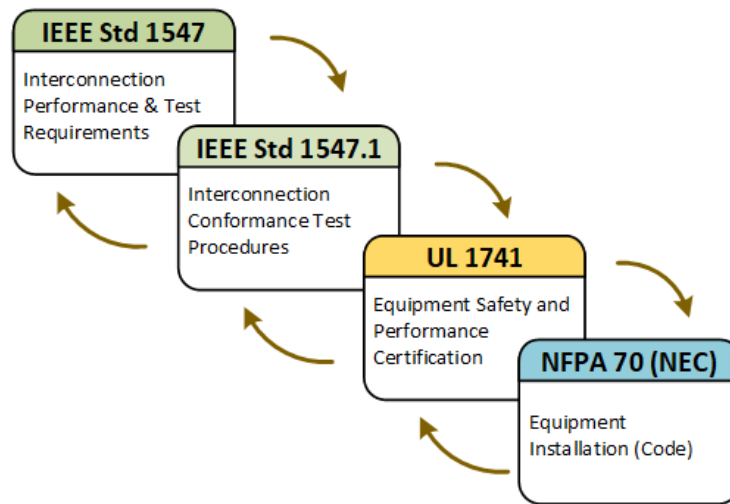 IEEE Std 1547
Interconnection
Performance & Test
Requirements
IEEE Std 1547.1
Interconnection
Conformance Test
Procedures
UL 1741
Equipment Safety and
Performance
Certification
NFPA 70 (NEC)
Equipment
Installation (Code)